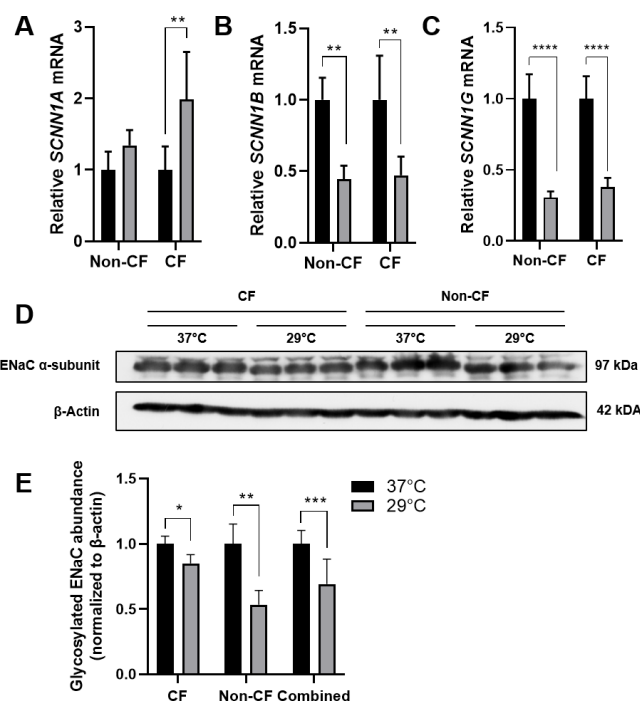 A
Relative SCNN1A mRNA
3
2
1
0
**
Non-CF
CF
B
Relative SCNN1B mRNA
1.5
1.0
0.5
0.0
**
**
Non-CF
CF
C
Relative SCNN1G mRNA
1.5
1.0
0.5
0.0
****
****
Non-CF
CF
D
CF
Non-CF
37°C
29°C
37°C
29°C
ENaC α-subunit
97 kDa
β-Actin
42 kDA
E
Glycosylated ENaC abundance
(normalized to β-actin)
1.5
1.0
0.5
0.0
*
**
***
CF
Non-CF
Combined
37°C
29°C